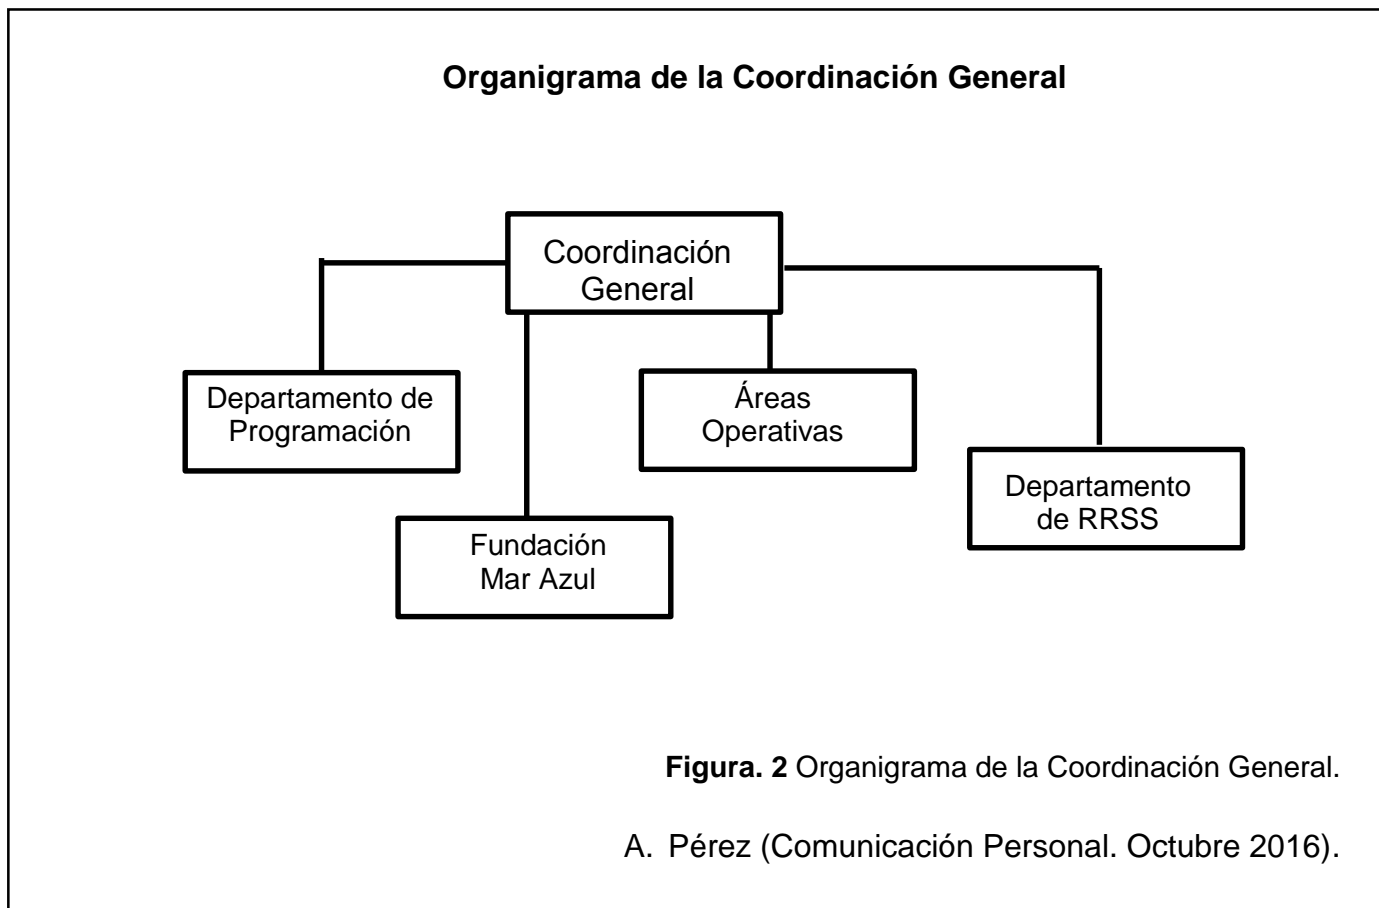 Organigrama de la Coordinación General
Coordinación
General
Departamento de
Programación
Áreas
Operativas
Departamento
de RRSS
Fundación
Mar Azul
Figura. 2 Organigrama de la Coordinación General.
A. Pérez (Comunicación Personal. Octubre 2016).